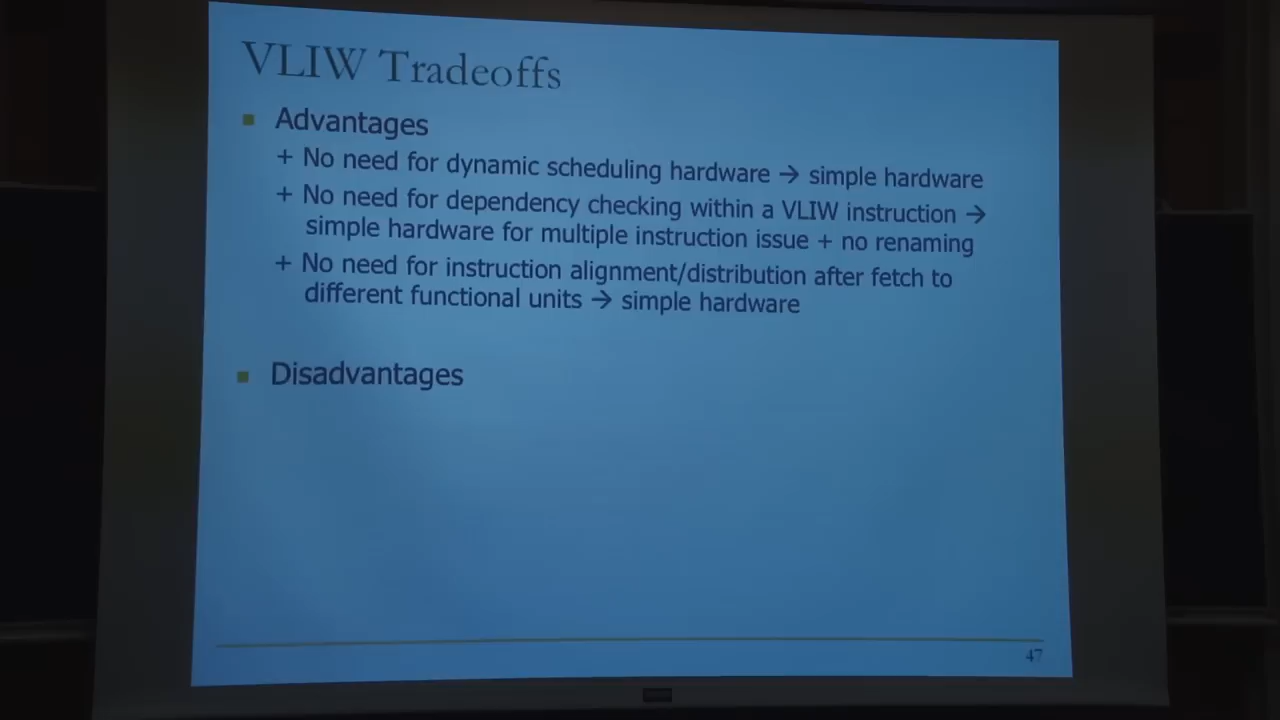 VLIW Tradeoffs
■ Advantages
+ No need for dynamic scheduling hardware → simple hardware
+ No need for dependency checking within a VLIW instruction →
simple hardware for multiple instruction issue + no renaming
+ No need for instruction alignment/distribution after fetch to
different functional units → simple hardware
■ Disadvantages
47